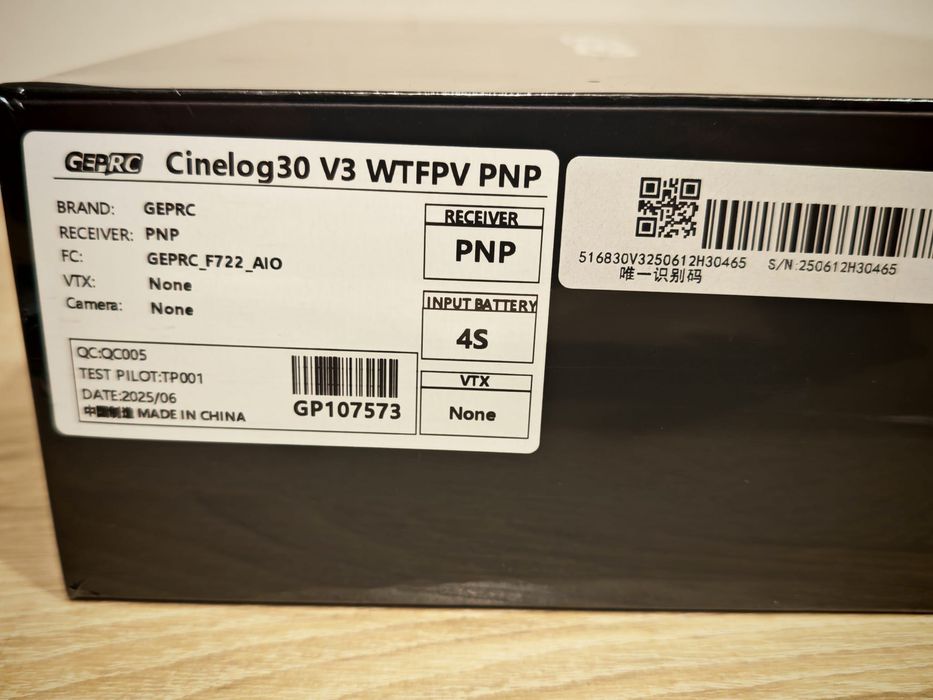 GEPRC Cinelog30 V3 WTFPV PNP
BRAND: GEPRC
RECEIVER: PNP
FC: GEPRC_F722_AIO
VTX: None
Camera: None
RECEIVER
PNP
INPUT BATTERY
4S
VTX
None
QC:QC005
TEST PILOT:TP001
DATE:2025/06
中国制造 MADE IN CHINA
GP107573
516830V3250612H30465 S/N:250612H30465
唯一识别码